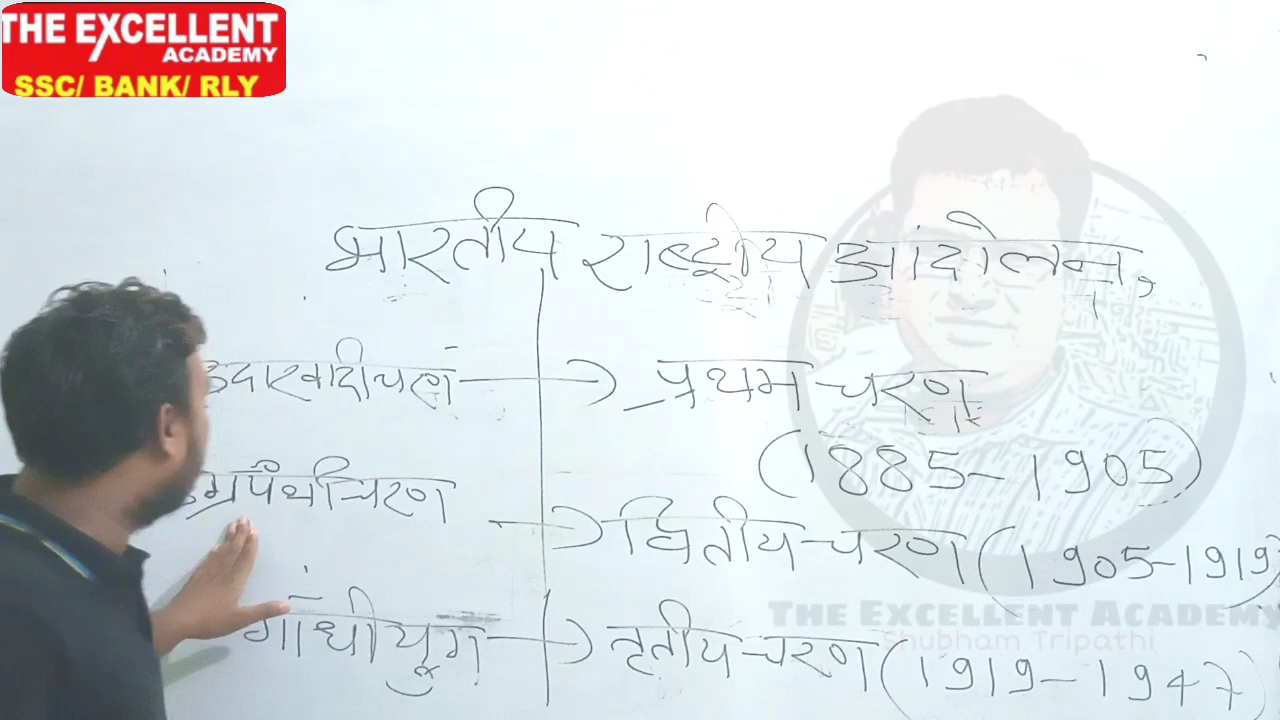 THE EXCELLENT
ACADEMY
SSC/ BANK/ RLY
भारतीय राष्ट्रीय आंदोलन,
उदारवादी चरण → प्रथम चरण
(1885-1905)
उग्रपंथी चरण → द्वितीय चरण (1905-1919)
गांधी युग → तृतीय चरण (1919-1947)
THE EXCELLENT ACADEMY
Shubham Tripathi